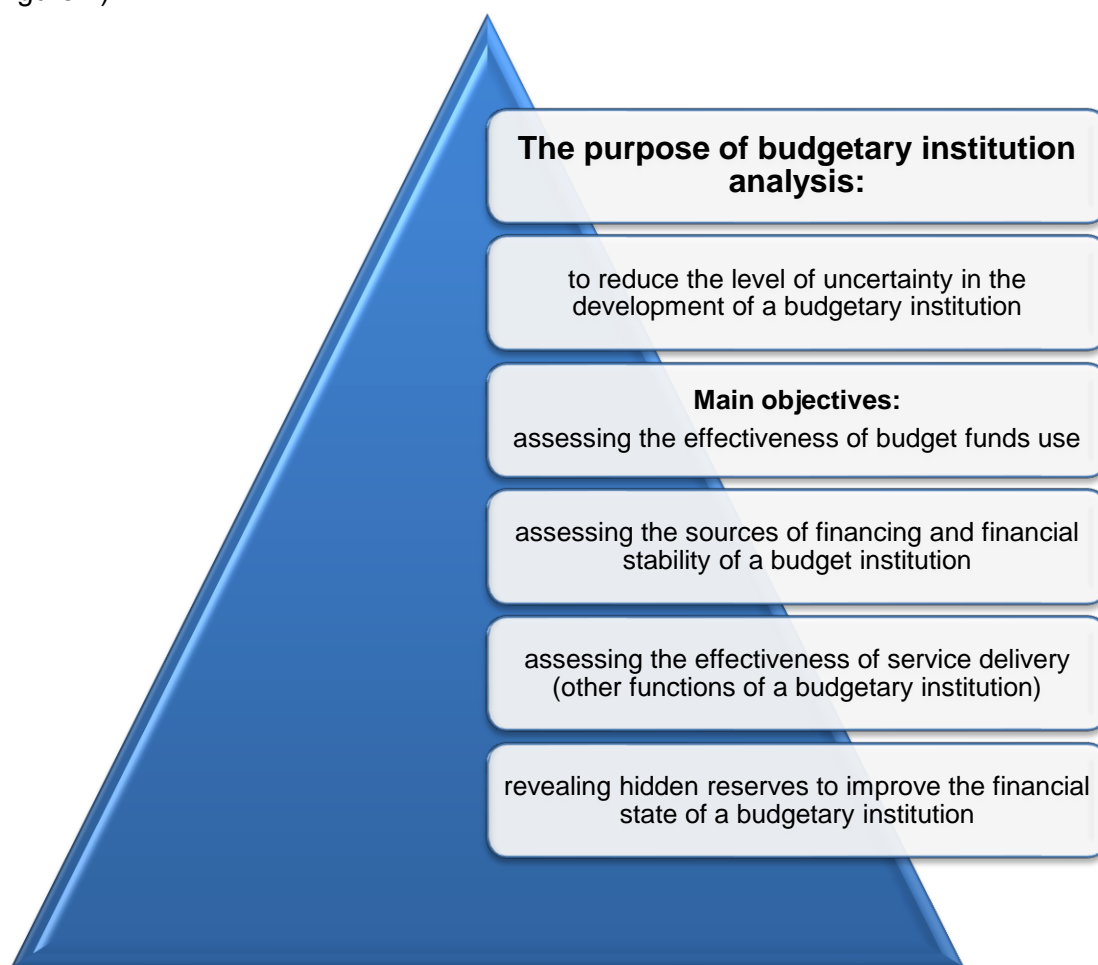 The purpose of budgetary institution
analysis:
to reduce the level of uncertainty in the
development of a budgetary institution
Main objectives:
assessing the effectiveness of budget funds use
assessing the sources of financing and financial
stability of a budget institution
assessing the effectiveness of service delivery
(other functions of a budgetary institution)
revealing hidden reserves to improve the financial
state of a budgetary institution